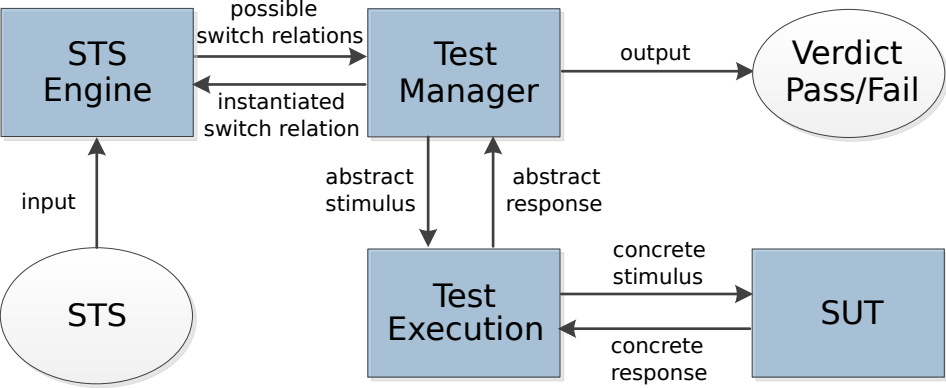 possible
switch relations
STS
Engine
Test
Manager
output
Verdict
Pass/Fail
instantiated
switch relation
input
abstract
stimulus
abstract
response
STS
Test
Execution
concrete
stimulus
SUT
concrete
response